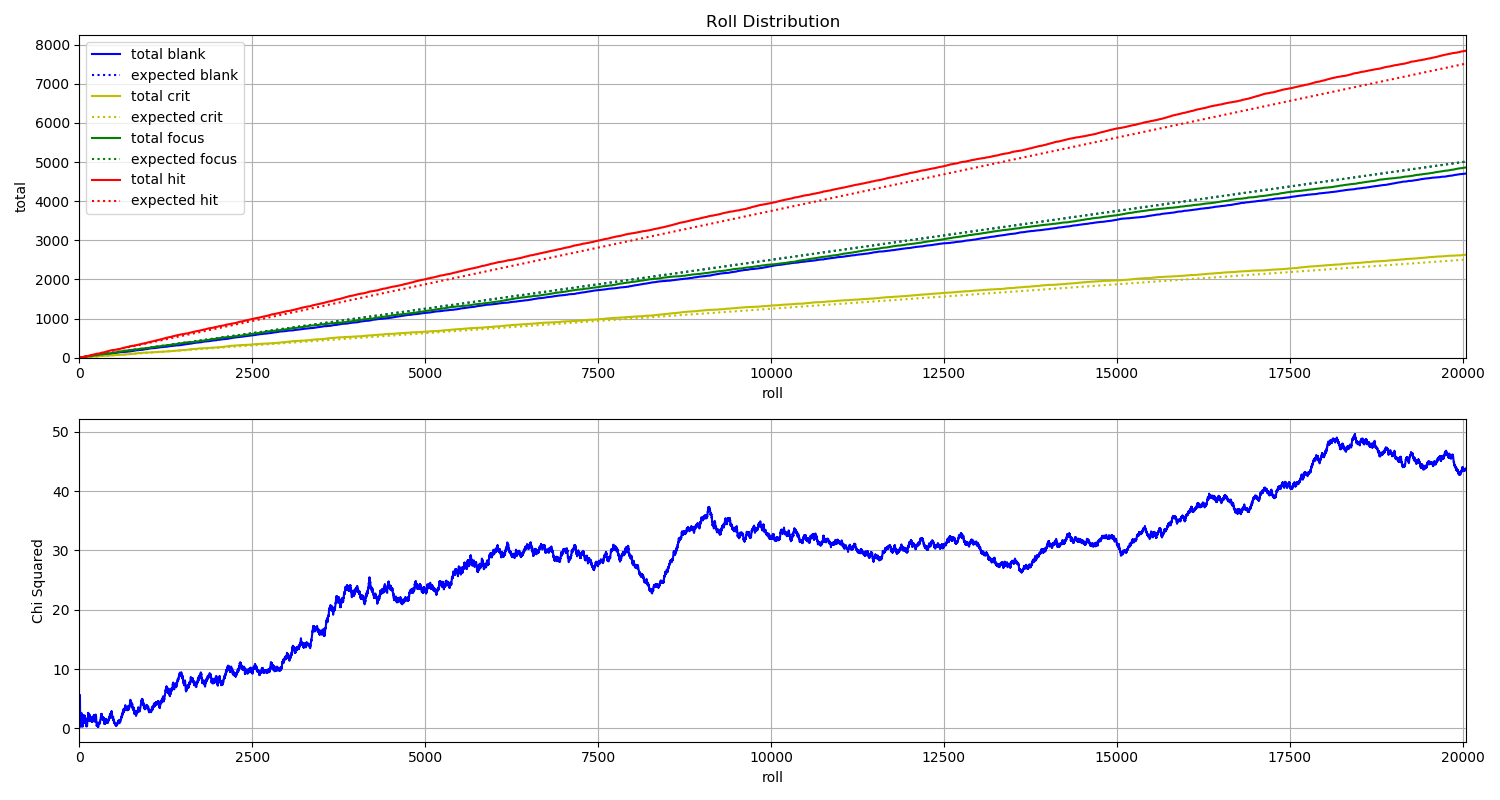 Roll Distribution
total
8000
7000
6000
5000
4000
3000
2000
1000
0
total blank
expected blank
total crit
expected crit
total focus
expected focus
total hit
expected hit
0 2500 5000 7500 10000 12500 15000 17500 20000
roll
Chi Squared
50
40
30
20
10
0
0 2500 5000 7500 10000 12500 15000 17500 20000
roll